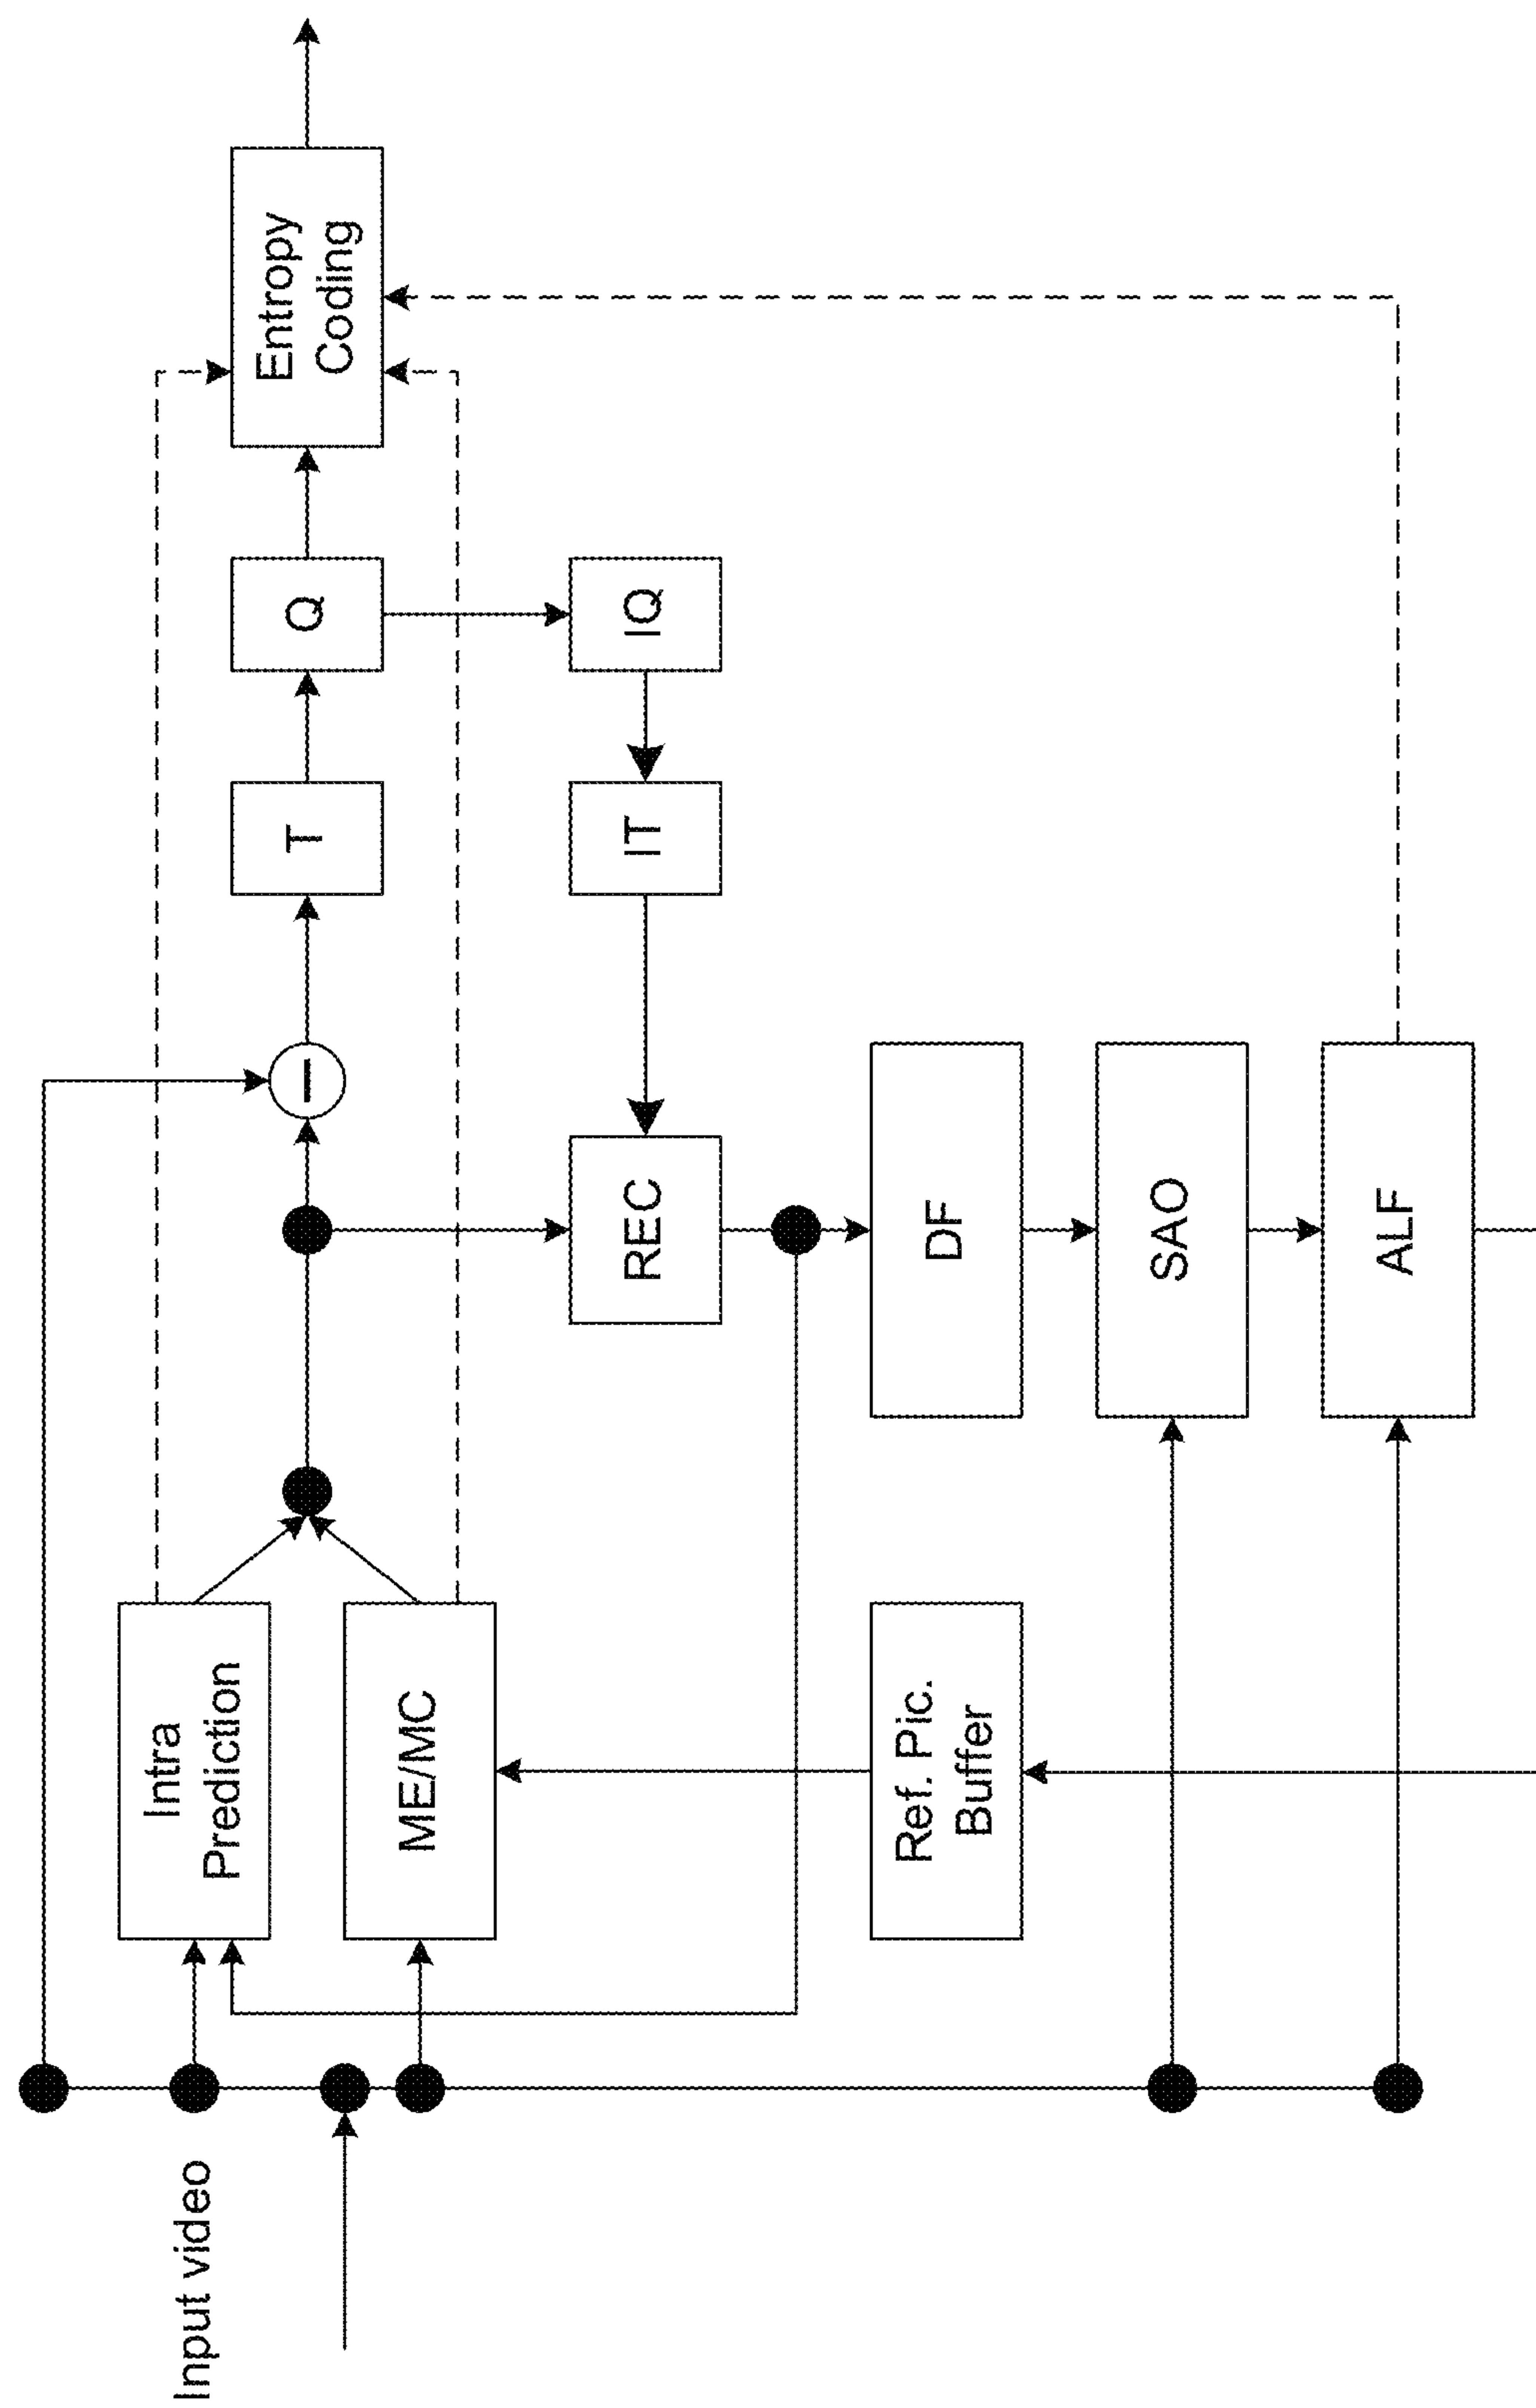 Input video
Intra
Prediction
T
Q
Entropy
Coding
ME/MC
REC
IT
IQ
Ref. Pic.
Buffer
DF
SAO
ALF